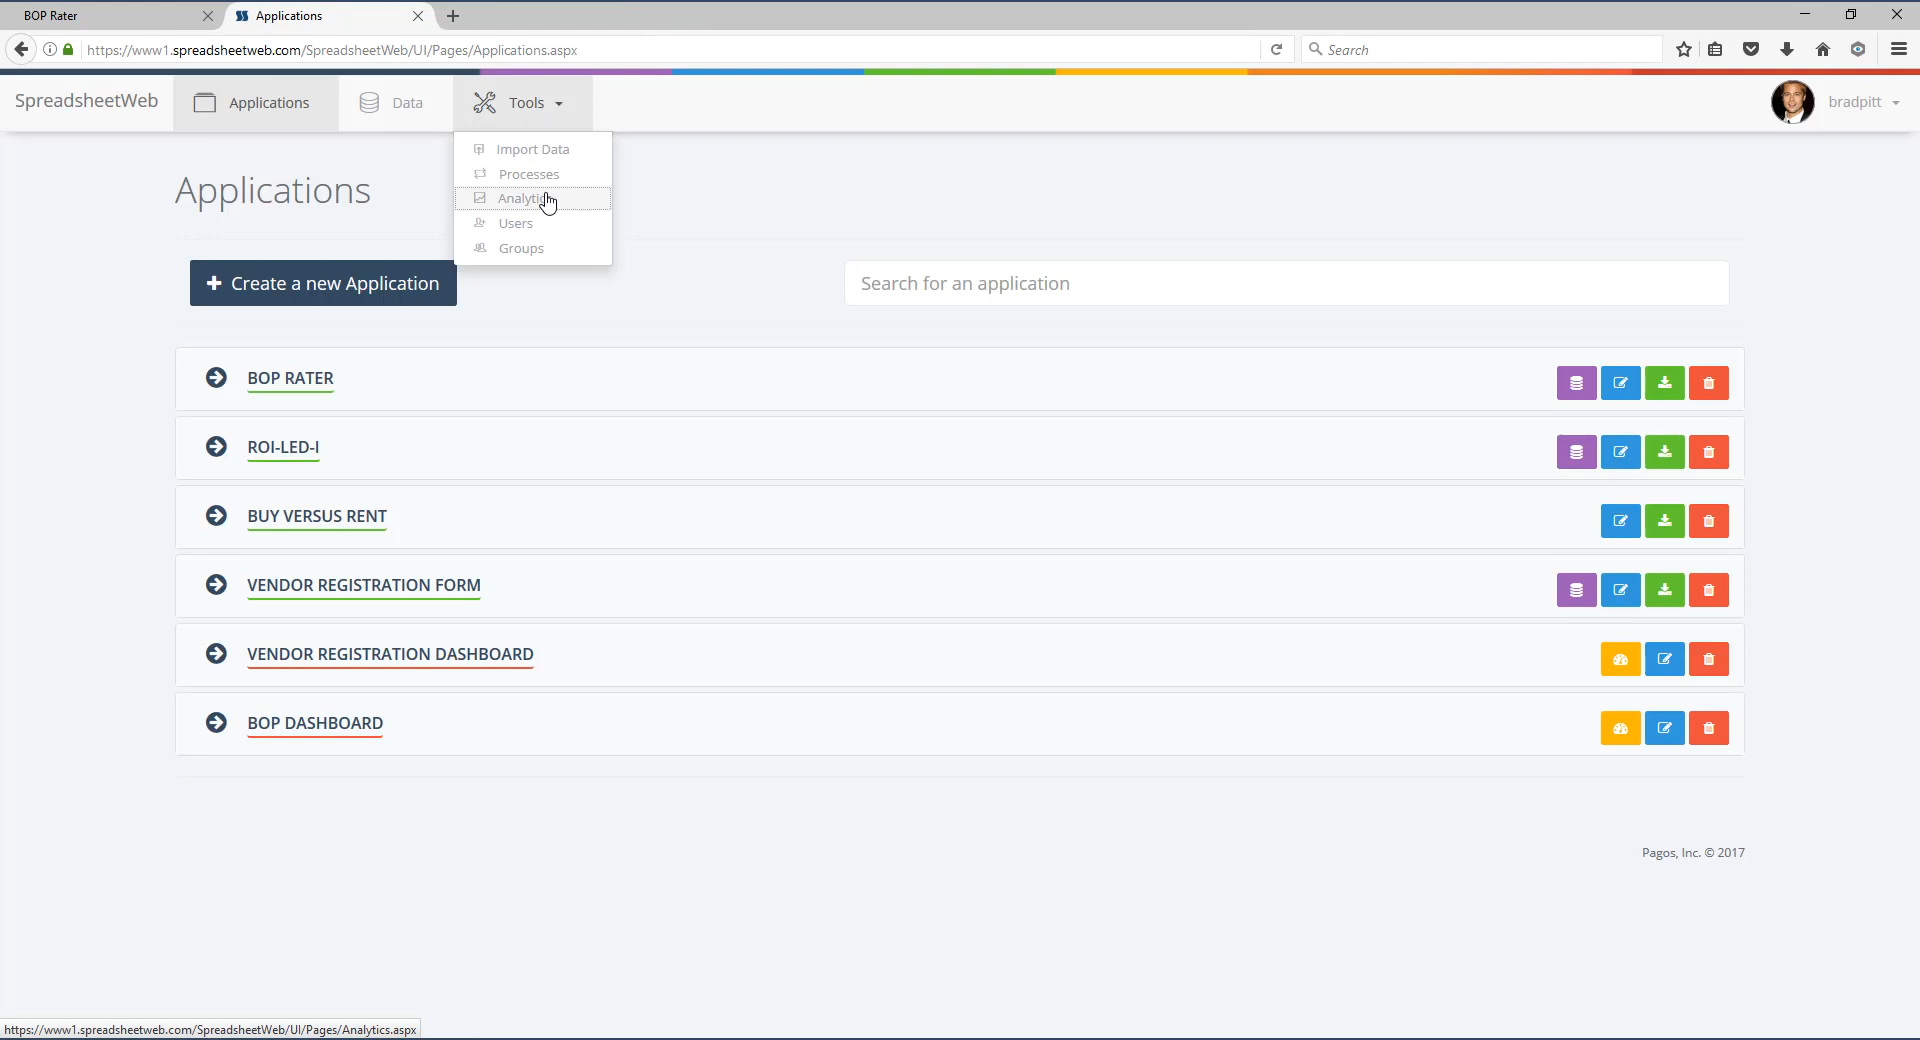 BOP Rater
Applications
https://www1.spreadsheetweb.com/SpreadsheetWeb/UI/Pages/Applications.aspx
Search
SpreadsheetWeb
Applications
Data
Tools
bradpitt
Import Data
Processes
Users
Groups
Applications
Create a new Application
Search for an application
BOP RATER
ROI-LED-I
BUY VERSUS RENT
VENDOR REGISTRATION FORM
VENDOR REGISTRATION DASHBOARD
BOP DASHBOARD
Pagos, Inc. © 2017
https://www1.spreadsheetweb.com/SpreadsheetWeb/UI/Pages/Analytics.aspx